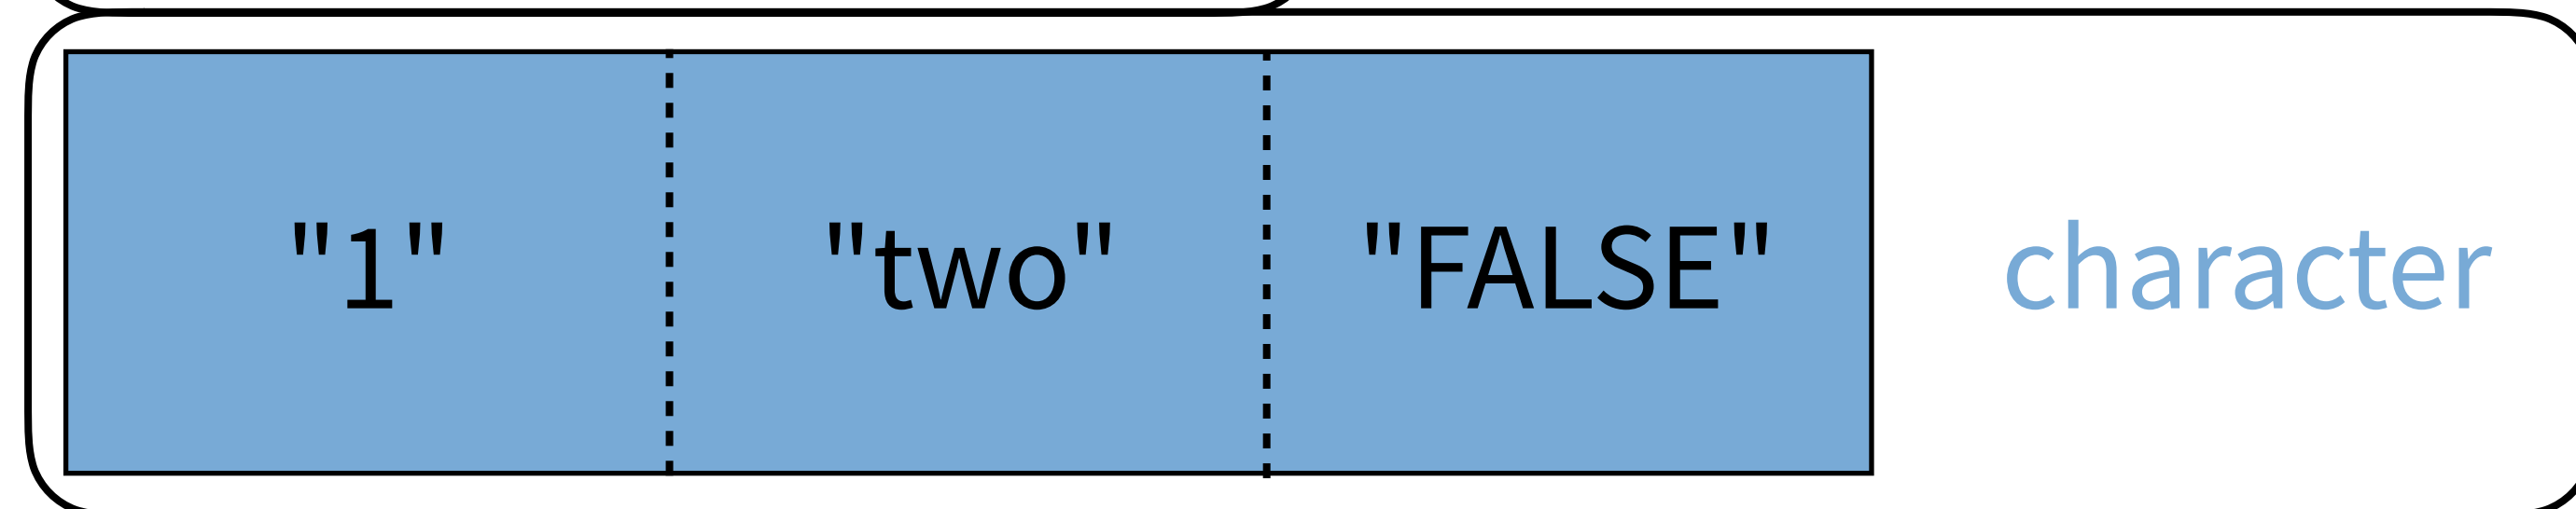 "1" "two" "FALSE" character